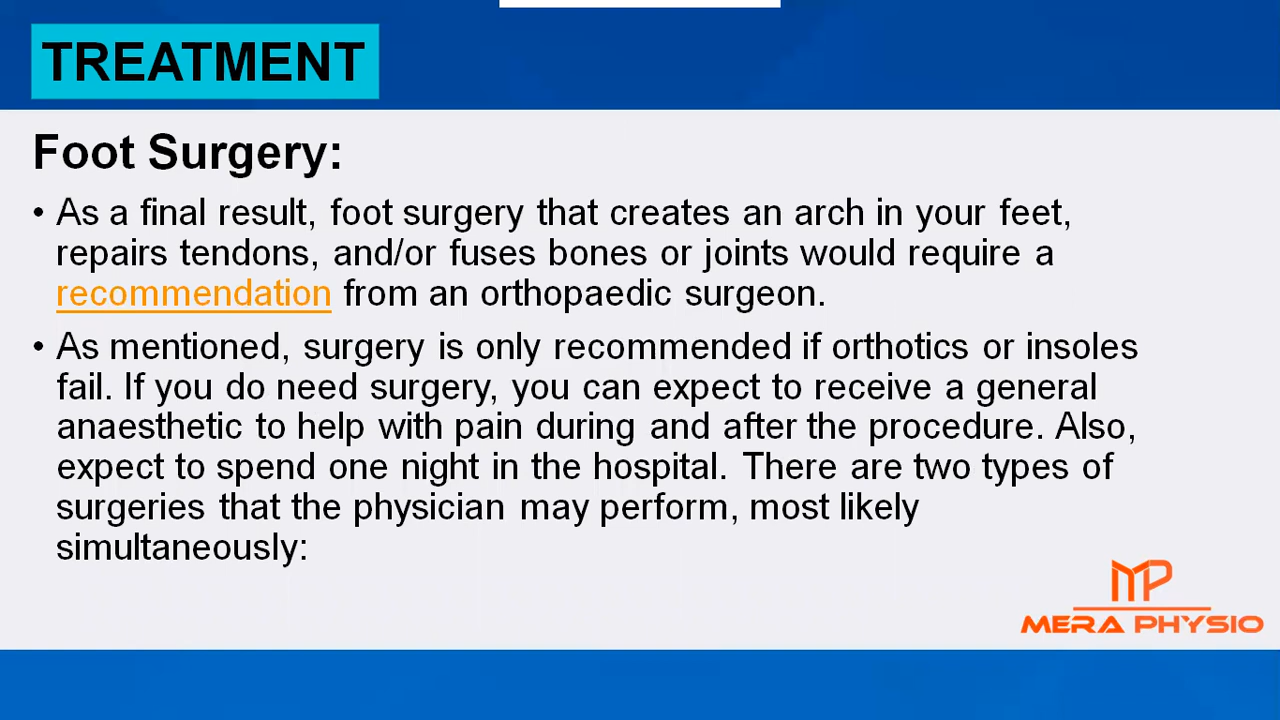 TREATMENT
Foot Surgery:
• As a final result, foot surgery that creates an arch in your feet,
repairs tendons, and/or fuses bones or joints would require a
recommendation from an orthopaedic surgeon.
• As mentioned, surgery is only recommended if orthotics or insoles
fail. If you do need surgery, you can expect to receive a general
anaesthetic to help with pain during and after the procedure. Also,
expect to spend one night in the hospital. There are two types of
surgeries that the physician may perform, most likely
simultaneously:
MP
MERA PHYSIO